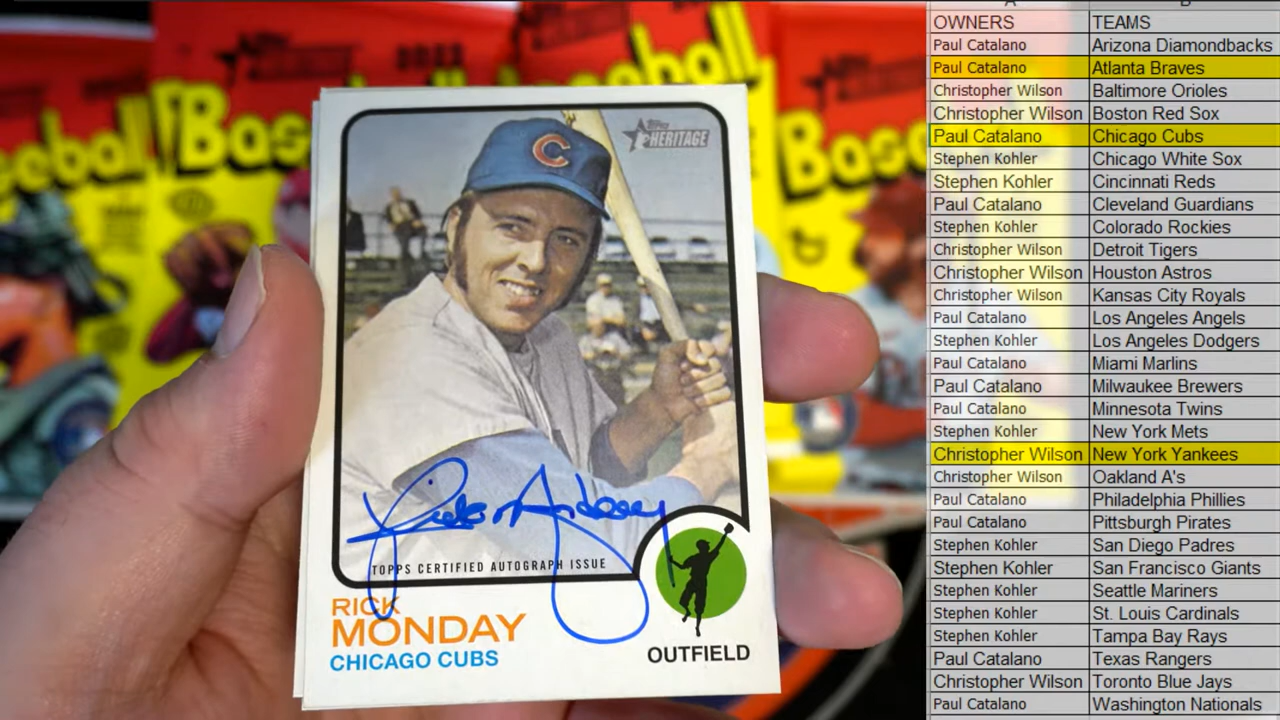 Topps
HERITAGE
TOPPS CERTIFIED AUTOGRAPH ISSUE
RICK
MONDAY
CHICAGO CUBS
OUTFIELD
OWNERS TEAMS
Paul Catalano Arizona Diamondbacks
Paul Catalano Atlanta Braves
Christopher Wilson Baltimore Orioles
Christopher Wilson Boston Red Sox
Paul Catalano Chicago Cubs
Stephen Kohler Chicago White Sox
Stephen Kohler Cincinnati Reds
Paul Catalano Cleveland Guardians
Stephen Kohler Colorado Rockies
Christopher Wilson Detroit Tigers
Christopher Wilson Houston Astros
Christopher Wilson Kansas City Royals
Paul Catalano Los Angeles Angels
Stephen Kohler Los Angeles Dodgers
Paul Catalano Miami Marlins
Paul Catalano Milwaukee Brewers
Paul Catalano Minnesota Twins
Stephen Kohler New York Mets
Christopher Wilson New York Yankees
Christopher Wilson Oakland A's
Paul Catalano Philadelphia Phillies
Paul Catalano Pittsburgh Pirates
Stephen Kohler San Diego Padres
Stephen Kohler San Francisco Giants
Stephen Kohler Seattle Mariners
Stephen Kohler St. Louis Cardinals
Stephen Kohler Tampa Bay Rays
Paul Catalano Texas Rangers
Christopher Wilson Toronto Blue Jays
Paul Catalano Washington Nationals